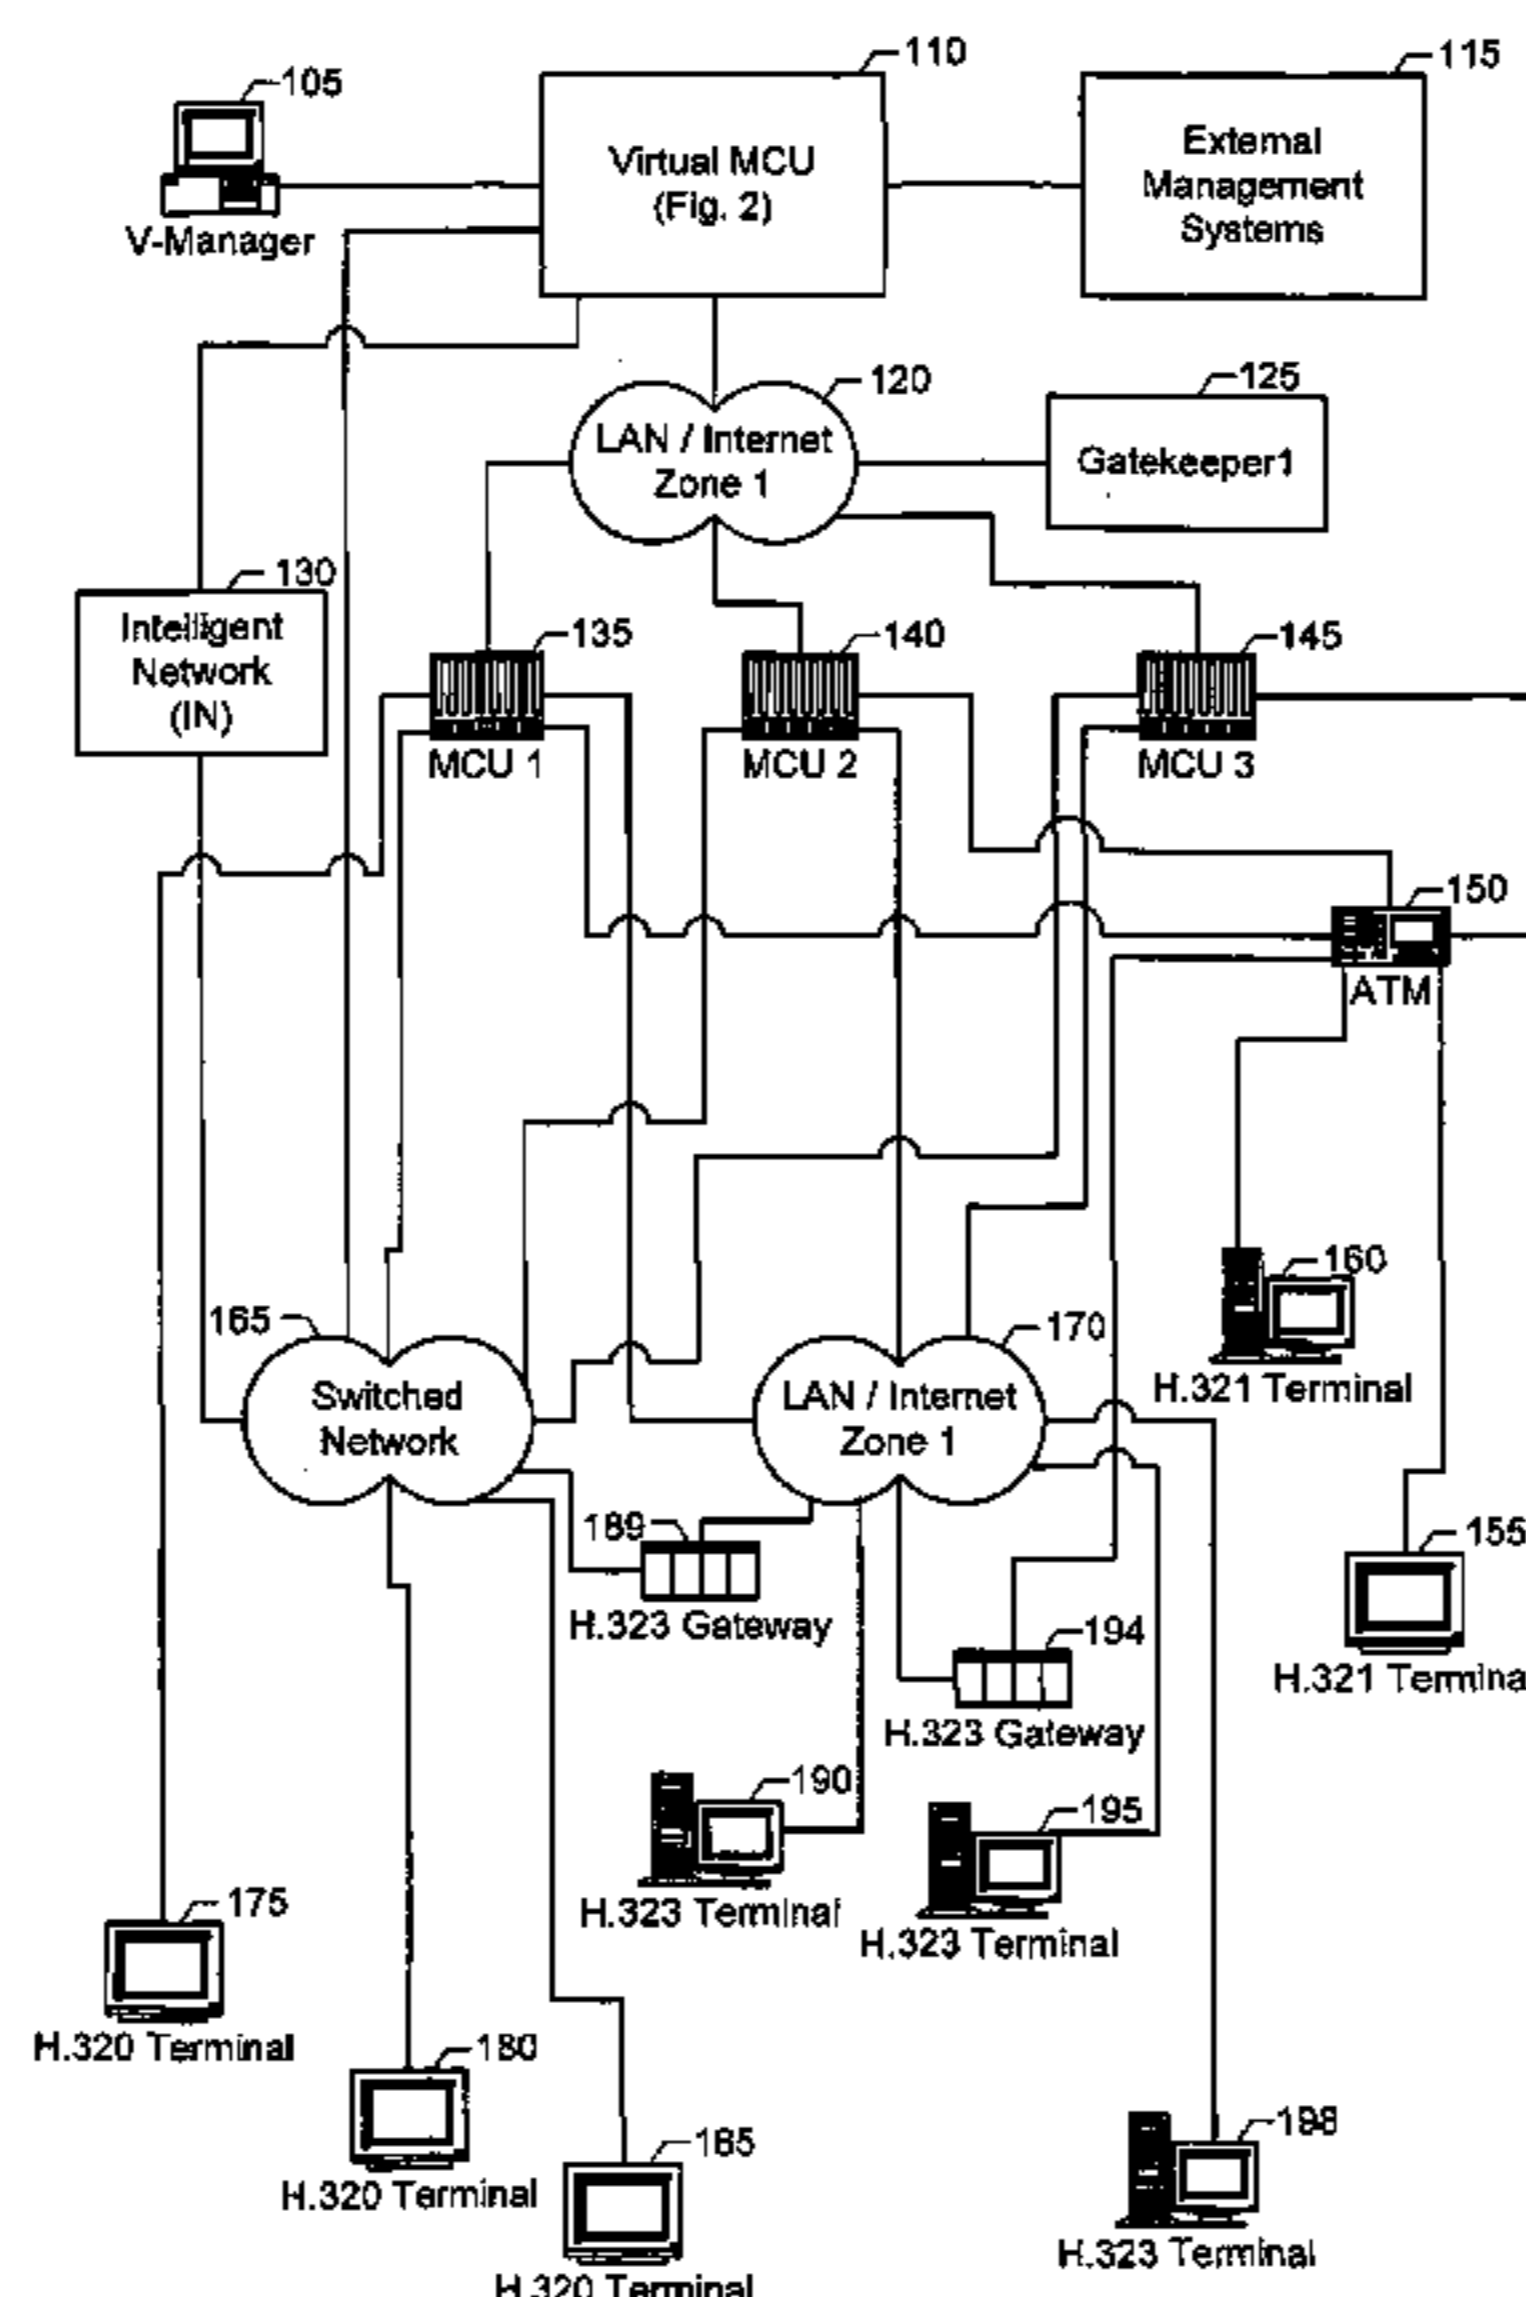 110
115
105
Virtual MCU
(Fig. 2)
External
Management
Systems
V-Manager
120
125
LAN / Internet
Zone 1
Gatekeeper1
130
Intelligent
Network
(IN)
135
140
145
MCU 1
MCU 2
MCU 3
150
ATM
160
165
170
H.321 Terminal
Switched
Network
LAN / Internet
Zone 1
189
155
H.323 Gateway
194
H.321 Termina
H.323 Gateway
190
195
175
H.323 Terminal
H.323 Terminal
H.320 Terminal
180
198
185
H.320 Terminal
H.323 Terminal
H.320 Terminal